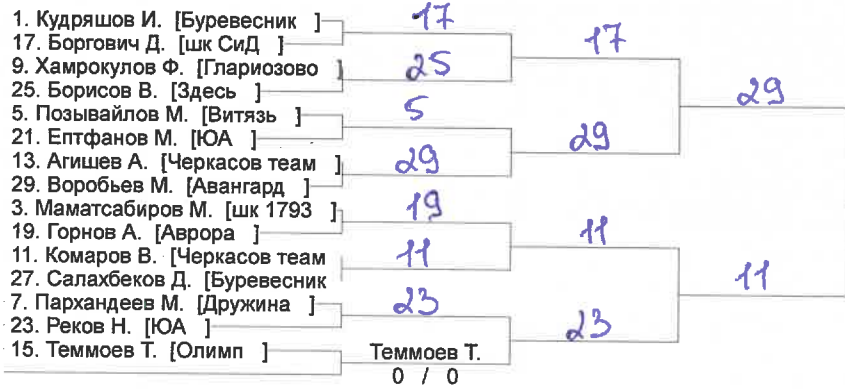 1. Кудряшов И. [Буревесник ]
17
17. Боргович Д. [шк СиД ]
17
9. Хамрокулов Ф. [Глариозово ]
25
25. Борисов В. [Здесь ]
29
5. Позывайлов М. [Витязь ]
5
21. Ептфанов М. [ЮА ]
29
13. Агишев А. [Черкасов team ]
29
29. Воробьев М. [Авангард ]
3. Маматсабиров М. [шк 1793 ]
19
19. Горнов А. [Аврора ]
11
11. Комаров В. [Черкасов team
11
27. Салахбеков Д. [Буревесник
11
7. Пархандеев М. [Дружина ]
23
23. Реков Н. [ЮА ]
23
15. Теммоев Т. [Олимп ]
Теммоев Т.
0 / 0